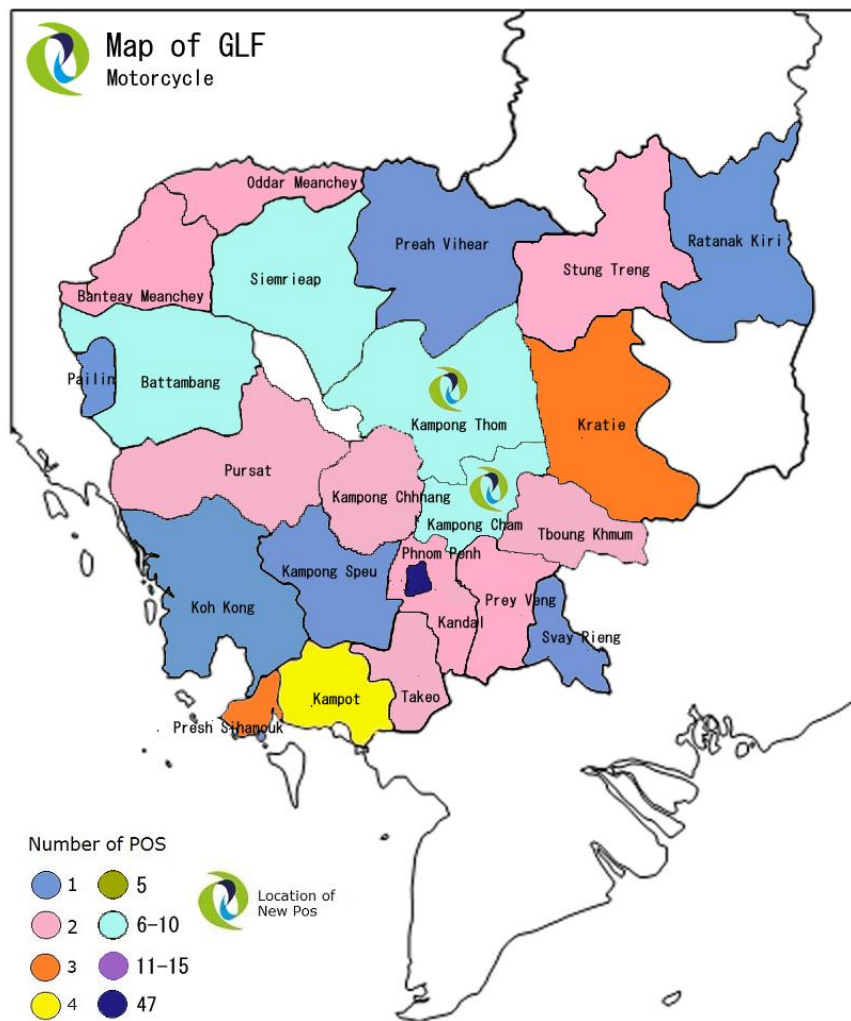 Map of GLF
Motorcycle
Oddar Meanchey
Preah Vihear
Ratanak Kiri
Stung Treng
Siemrieap
Banteay Meanchey
Pailin
Battambang
Kampong Thom
Kratie
Pursat
Kampong Chhnang
Kampong Cham
Tboung Khmum
Phnom Penh
Kampong Speu
Koh Kong
Prey Veng
Kandal
Svay Rieng
Kampot
Takeo
Presh Sihanouk
Number of POS
1
5
2
6-10
3
11-15
4
47
Location of
New Pos